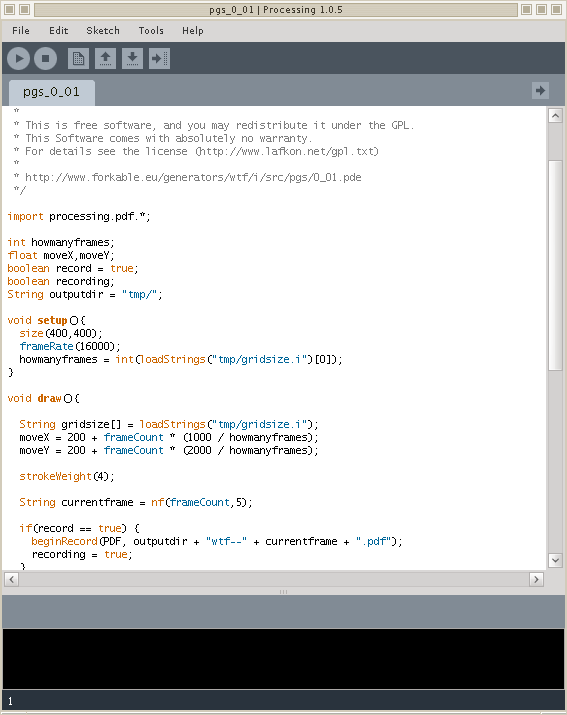 pgs_0_01 | Processing 1.0.5
File Edit Sketch Tools Help
pgs_0_01
*
* This is free software, and you may redistribute it under the GPL.
* This Software comes with absolutely no warranty.
* For details see the license (http://www.lafkon.net/gpl.txt)
*
* http://www.forkable.eu/generators/wtf/i/src/pgs/0_01.pde
*/
import processing.pdf.*;
int howmanyframes;
float moveX,moveY;
boolean record = true;
boolean recording;
String outputdir = "tmp/";
void setup(){
size(400,400);
frameRate(16000);
howmanyframes = int(loadStrings("tmp/gridsize.i")[0]);
}
void draw(){
String gridsize[] = loadStrings("tmp/gridsize.i");
moveX = 200 + frameCount * (1000 / howmanyframes);
moveY = 200 + frameCount * (2000 / howmanyframes);
strokeWeight(4);
String currentframe = nf(frameCount,5);
if(record == true) {
beginRecord(PDF, outputdir + "wtf--" + currentframe + ".pdf");
recording = true;
}
1